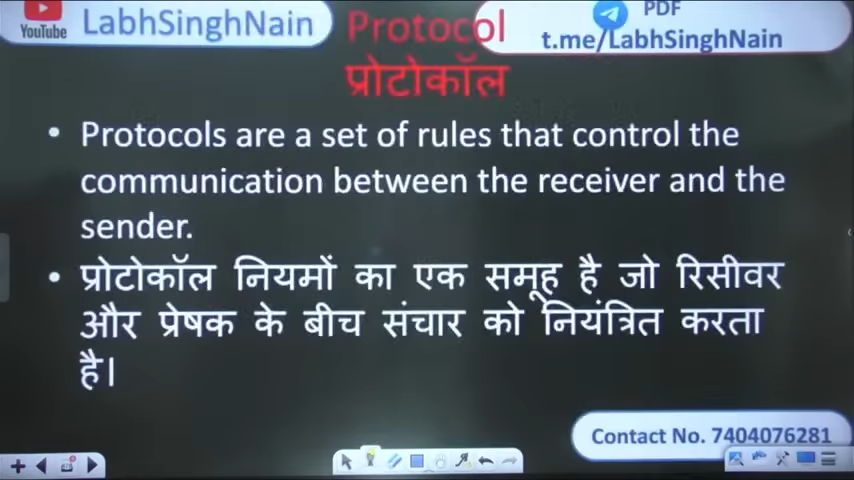 YouTube
LabhSinghNain
Protocol
PDF
t.me/LabhSinghNain
प्रोटोकॉल
• Protocols are a set of rules that control the
communication between the receiver and the
sender.
• प्रोटोकॉल नियमों का एक समूह है जो रिसीवर
और प्रेषक के बीच संचार को नियंत्रित करता
है।
Contact No. 7404076281